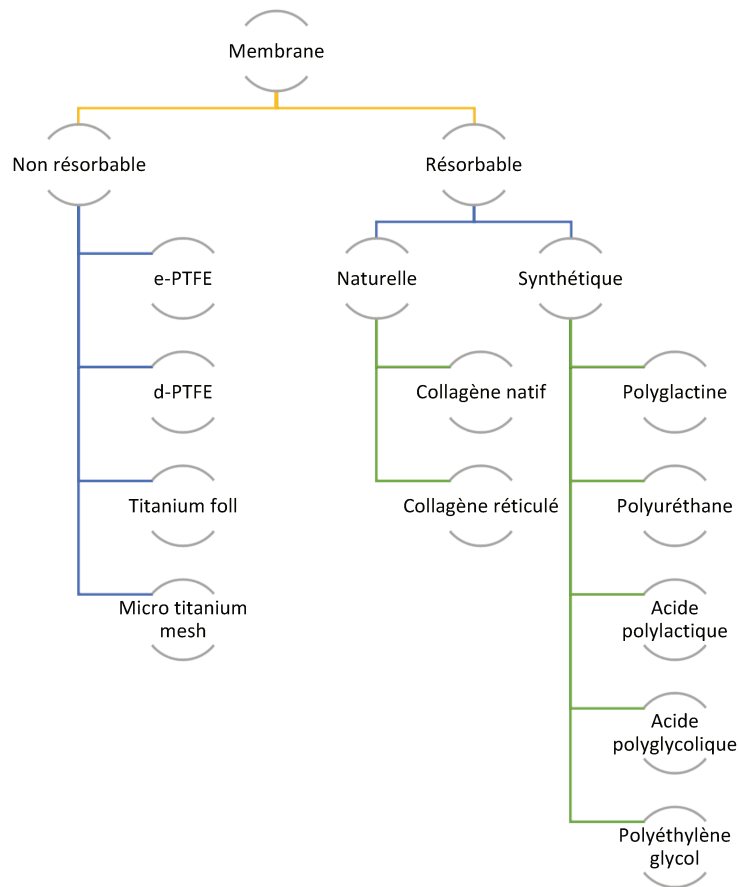 Membrane
Non résorbable
Résorbable
e-PTFE
d-PTFE
Titanium foll
Micro titanium
mesh
Naturelle
Synthétique
Collagène natif
Collagène réticulé
Polyglactine
Polyuréthane
Acide
polylactique
Acide
polyglycolique
Polyéthylène
glycol